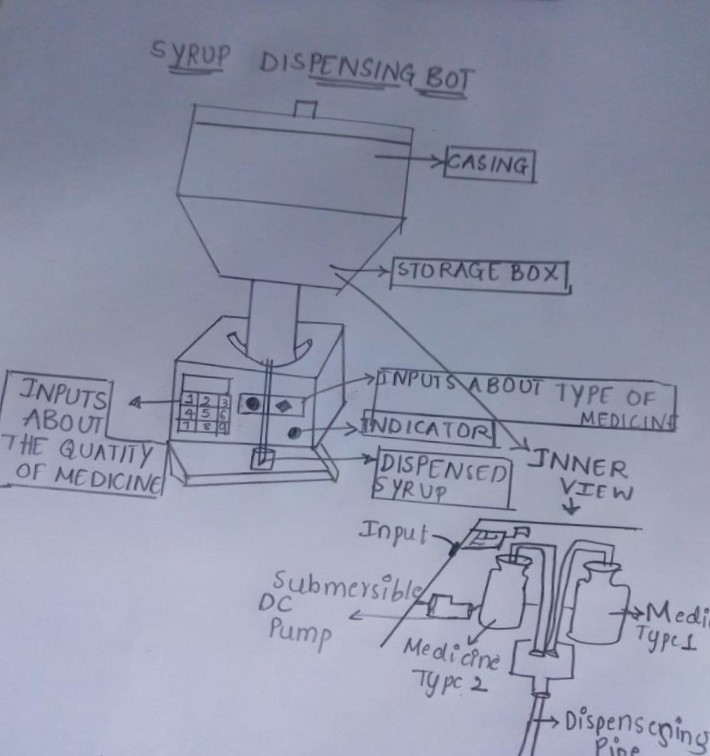 SYRUP DISPENSING BOT
CASING
STORAGE BOX
1 2 3
4 5 6
7 8 9
INPUTS
ABOUT
THE QUATITY
OF MEDICINE
INPUTS ABOUT TYPE OF
MEDICINE
INDICATOR
DISPENSED
SYRUP
INNER
VIEW
Input
Submersible
DC
Pump
Medicine
Type 2
Medi
Type 1
Pipe